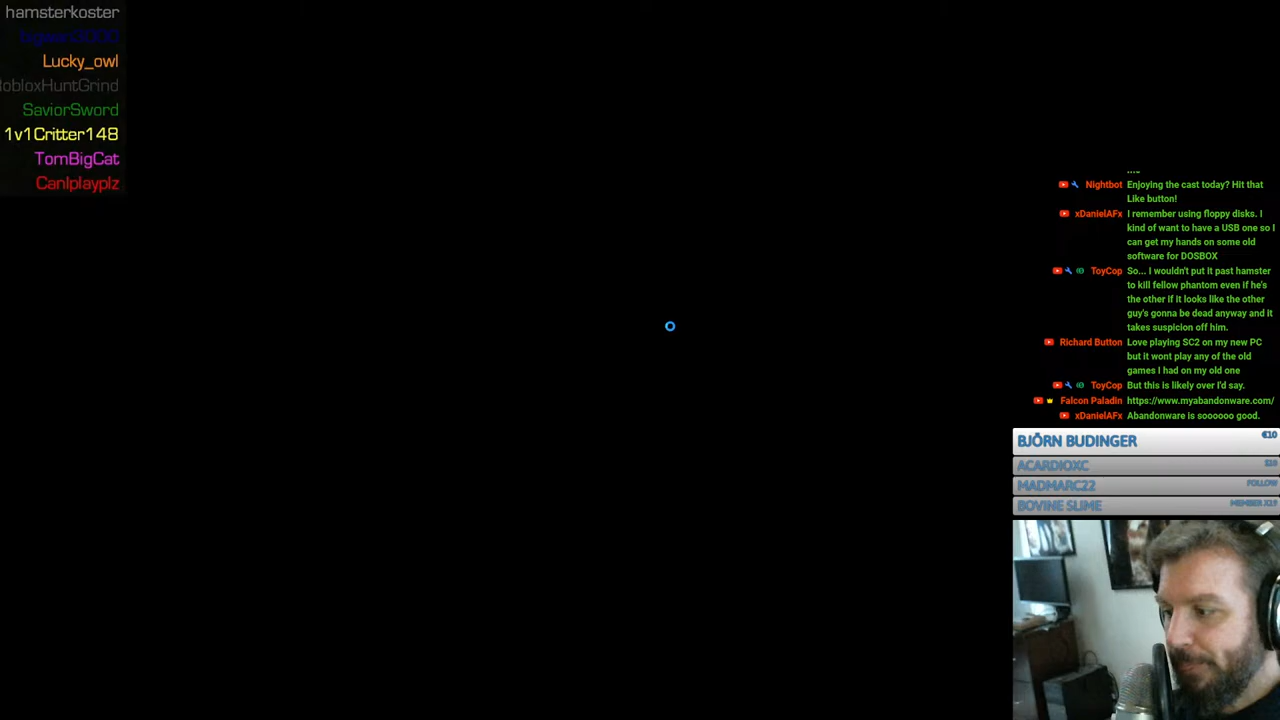 hamsterkoster
Lucky_owl
obloxHuntGrind
SaviorSword
1v1Critter148
TomBigCat
CanIplayplz
Nightbot Enjoying the cast today? Hit that
Like button!
xDanielAFx I remember using floppy disks. I
kind of want to have a USB one so I
can get my hands on some old
software for DOSBOX
ToyCop So... I wouldn't put it past hamster
to kill fellow phantom even if he's
the other if it looks like the other
guy's gonna be dead anyway and it
takes suspicion off him.
Richard Button Love playing SC2 on my new PC
but it wont play any of the old
games I had on my old one
ToyCop But this is likely over I'd say.
Falcon Paladin https://www.myabandonware.com/
xDanielAFx Abandonware is soooooo good.
BJÖRN BUDINGER €10
ACARDIOXC
MADMARC22 FOLLOW
BOVINE SLIME